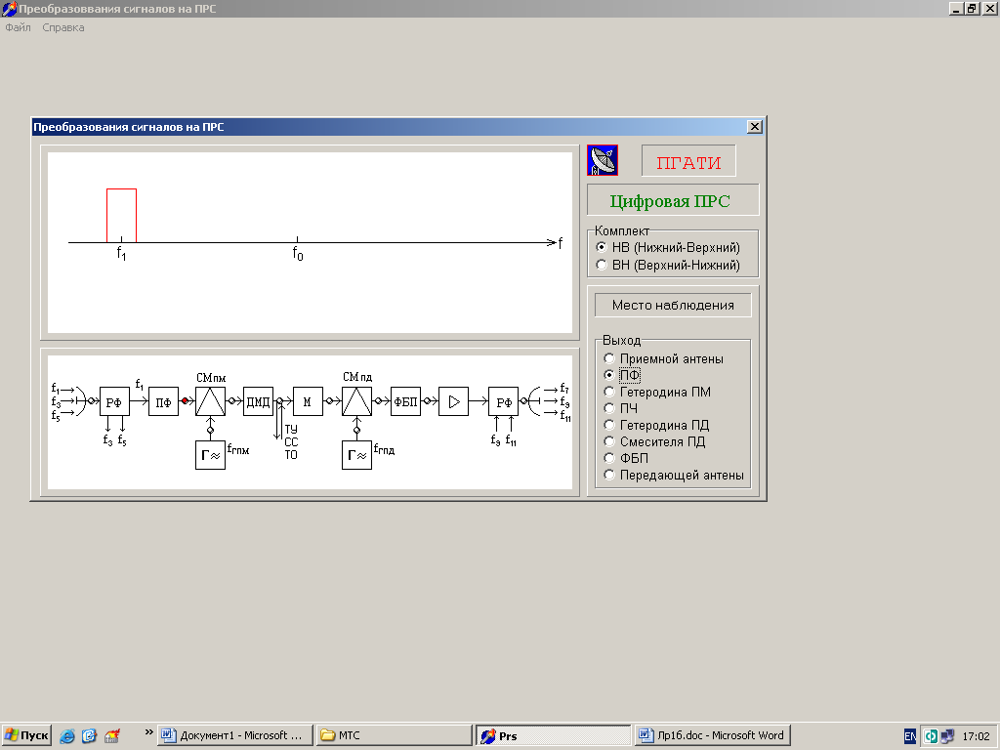 Преобразоввания сигналов на ПРС
Файл Справка
Преобразования сигналов на ПРС
f
f1
f0
ПГАТИ
Цифровая ПРС
Комплект
НВ (Нижний-Верхний)
ВН (Верхний-Нижний)
Место наблюдения
Выход
Приемной антены
ПФ
Гетеродина ПМ
ПЧ
Гетеродина ПД
Смесителя ПД
ФБП
Передающей антены
СМпм СМпд
f1 f3 f5
РФ
f3 f5
f1
ПФ
ДМД
М
ФБП
РФ
f9 f11
f7 f9 f11
Г≈ fгпм
ТУ
СС
ТО
Г≈ fгпд
Пуск
»
Документ1 - Microsoft ...
МТС
Prs
Лр16.doc - Microsoft Word
EN
17:02